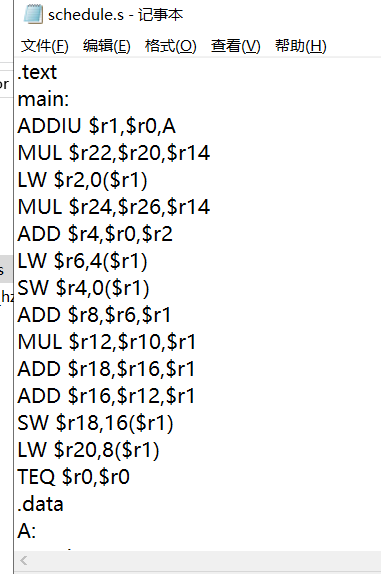 schedule.s - 记事本
文件(F) 编辑(E) 格式(O) 查看(V) 帮助(H)
.text
main:
ADDIU $r1,$r0,A
MUL $r22,$r20,$r14
LW $r2,0($r1)
MUL $r24,$r26,$r14
ADD $r4,$r0,$r2
LW $r6,4($r1)
SW $r4,0($r1)
ADD $r8,$r6,$r1
MUL $r12,$r10,$r1
ADD $r18,$r16,$r1
ADD $r16,$r12,$r1
SW $r18,16($r1)
LW $r20,8($r1)
TEQ $r0,$r0
.data
A: